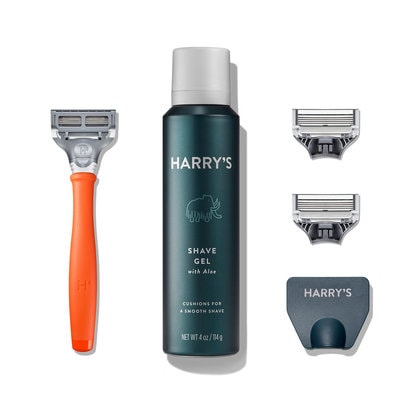 HARRY'S
SHAVE
GEL
with Aloe
CUSHIONS FOR
A SMOOTH SHAVE
NET WT 4 oz / 114 g
H'
HARRY'S